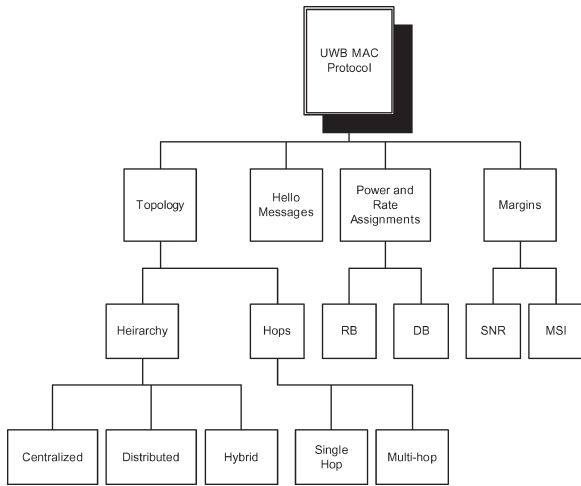 UWB MAC
Protocol
Topology
Hello
Messages
Power and
Rate
Assignments
Margins
Heirarchy
Hops
RB
DB
SNR
MSI
Centralized
Distributed
Hybrid
Single
Hop
Multi-hop